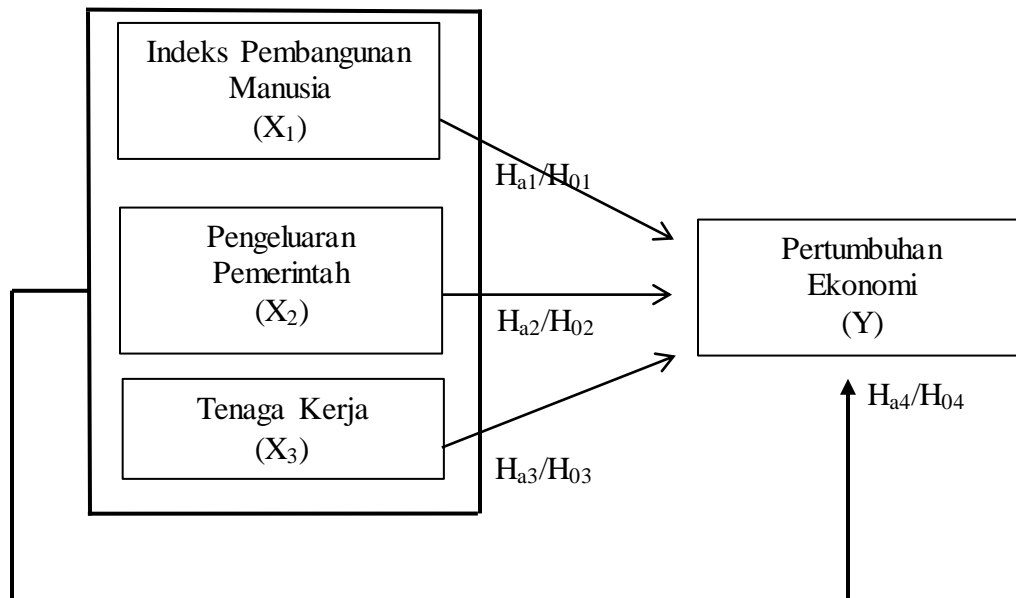 Indeks Pembangunan
Manusia
(X₁)
Hₐ₁/H₀₁
Pengeluaran
Pemerintah
(X₂)
Hₐ₂/H₀₂
Tenaga Kerja
(X₃)
Hₐ₃/H₀₃
Pertumbuhan
Ekonomi
(Y)
Hₐ₄/H₀₄